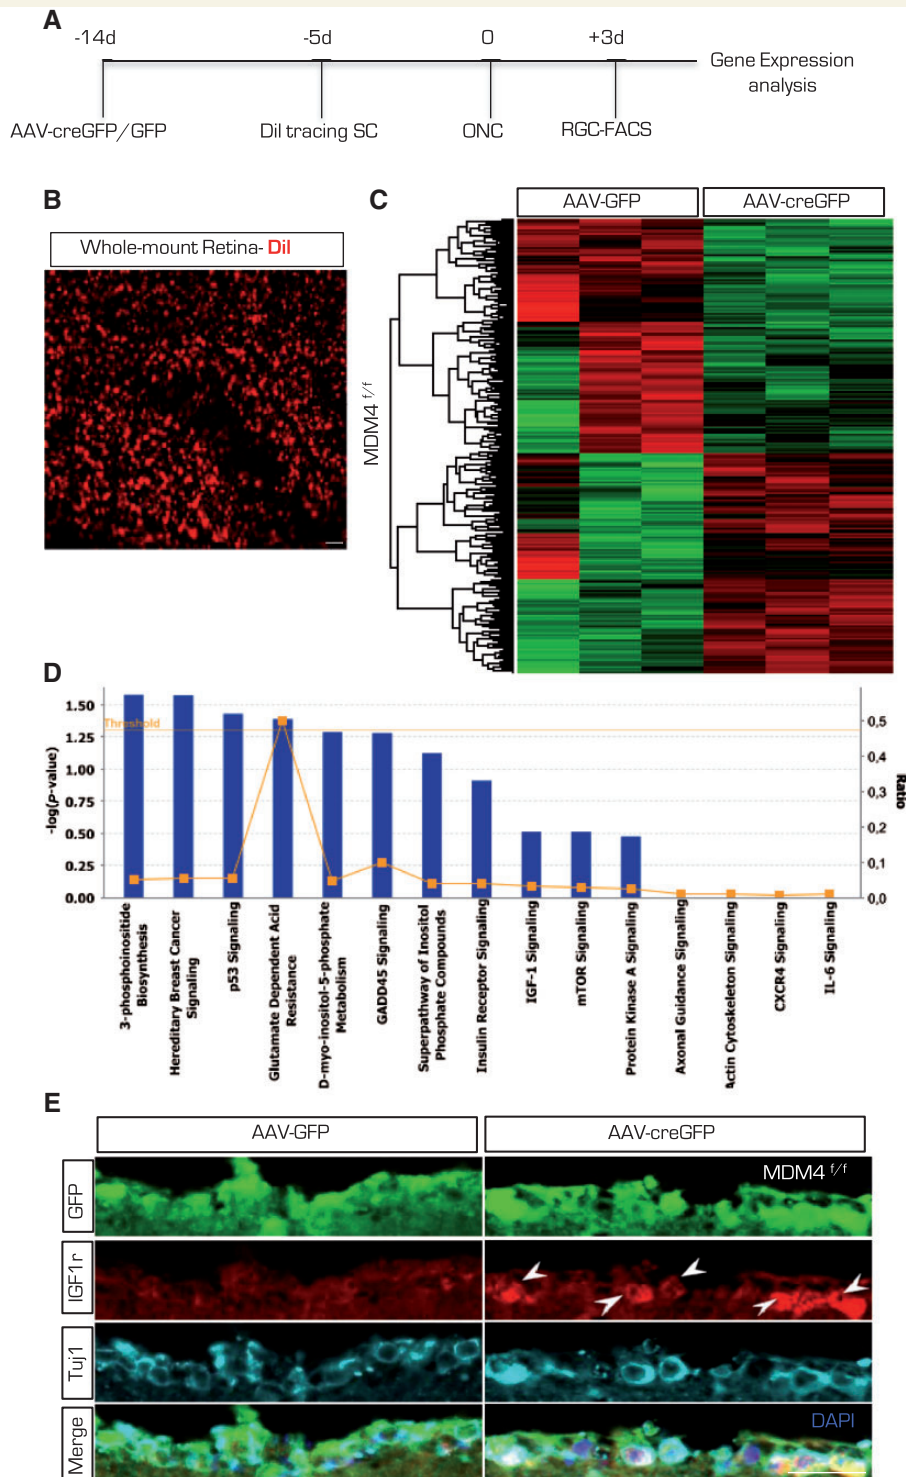 A
-14d
-5d
0
+3d
Gene Expression
analysis
AAV-creGFP/GFP
DiI tracing SC
ONC
RGC-FACS
B
Whole-mount Retina- DiI
C
AAV-GFP
AAV-creGFP
MDM4 f/f
D
-log(p-value)
1.50
1.25
1.00
0.75
0.50
0.25
0.00
Threshold
0,5
0,4
0,3
0,2
0,1
0,0
Ratio
3-phosphoinositide
Biosynthesis
Hereditary Breast Cancer
Signaling
p53 Signaling
Glutamate Dependent Acid
Resistance
D-myo-inositol-5-phosphate
Metabolism
GADD45 Signaling
Superpathway of Inositol
Phosphate Compounds
Insulin Receptor Signaling
IGF-1 Signaling
mTOR Signaling
Protein Kinase A Signaling
Axonal Guidance Signaling
Actin Cytoskeleton Signaling
CXCR4 Signaling
IL-6 Signaling
E
AAV-GFP
AAV-creGFP
GFP
MDM4 f/f
IGF1r
Tuj1
Merge
DAPI